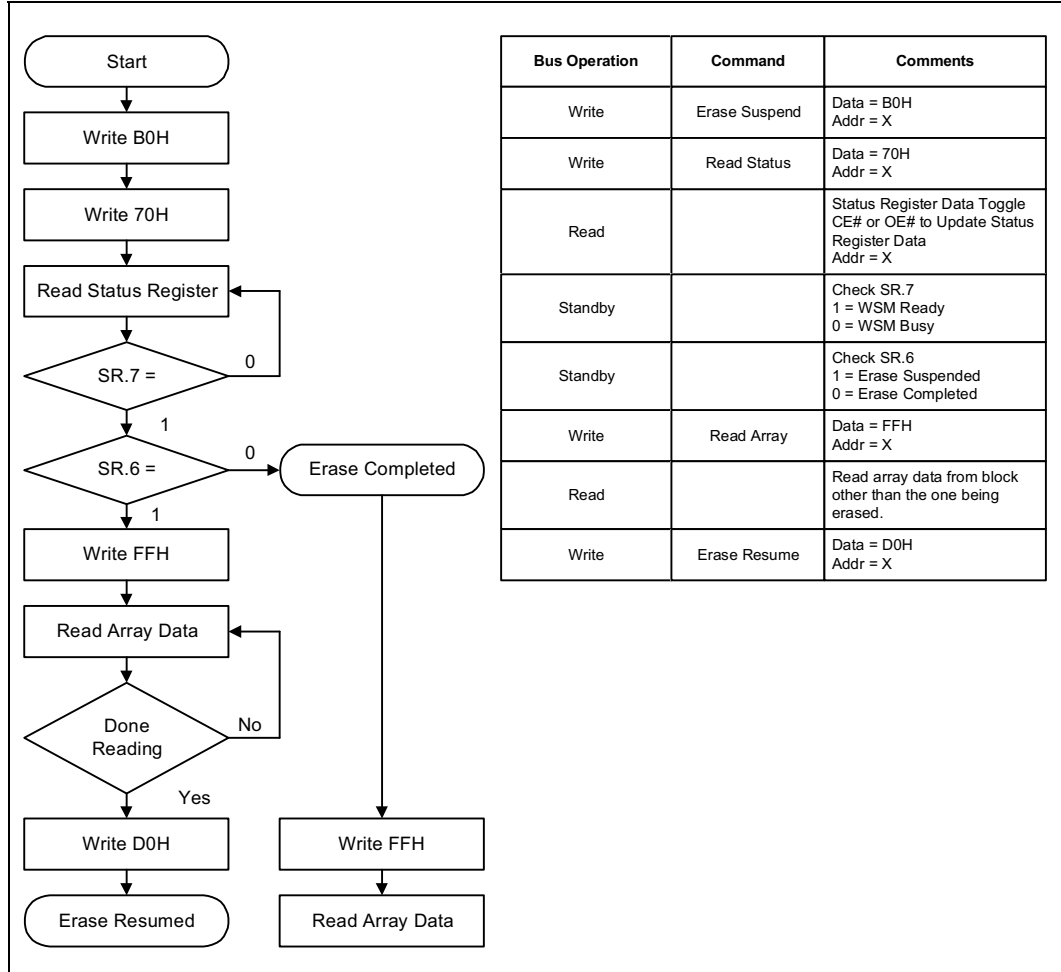 Start
Write B0H
Write 70H
Read Status Register
SR.7 =
0
1
SR.6 =
0
Erase Completed
1
Write FFH
Read Array Data
Done
Reading
No
Yes
Write D0H
Write FFH
Erase Resumed
Read Array Data
Bus Operation
Command
Comments
Write
Erase Suspend
Data = B0H
Addr = X
Write
Read Status
Data = 70H
Addr = X
Read
Status Register Data Toggle
CE# or OE# to Update Status
Register Data
Addr = X
Standby
Check SR.7
1 = WSM Ready
0 = WSM Busy
Standby
Check SR.6
1 = Erase Suspended
0 = Erase Completed
Write
Read Array
Data = FFH
Addr = X
Read
Read array data from block
other than the one being
erased.
Write
Erase Resume
Data = D0H
Addr = X